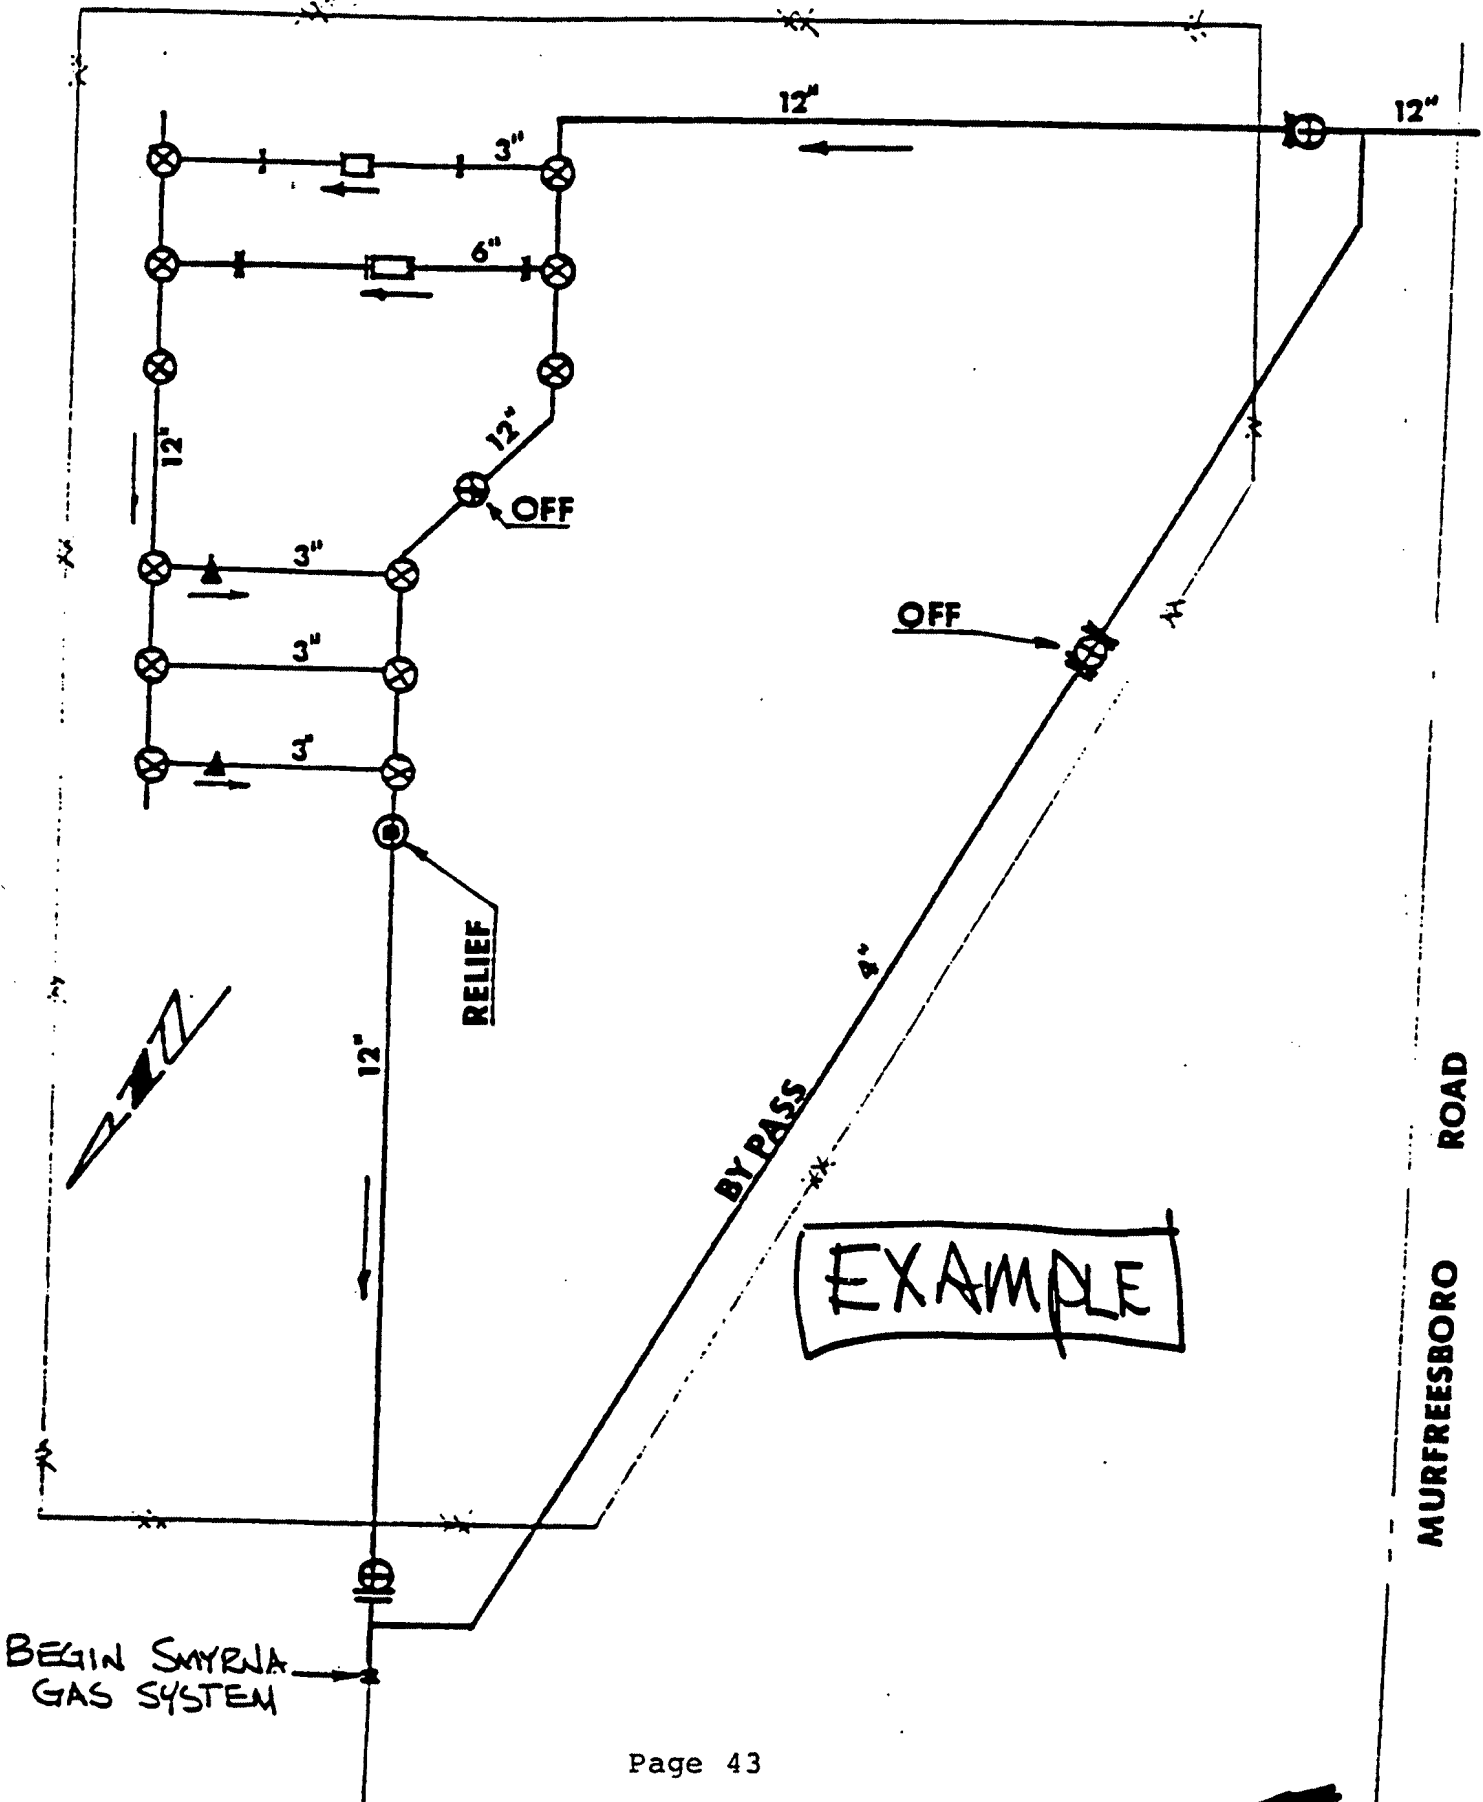 12"
12"
3"
6"
12"
12"
OFF
3"
OFF
3"
3"
RELIEF
4"
12"
BY PASS
ROAD
MURFREESBORO
EXAMPLE
BEGIN SMYRNA
GAS SYSTEM
Page 43